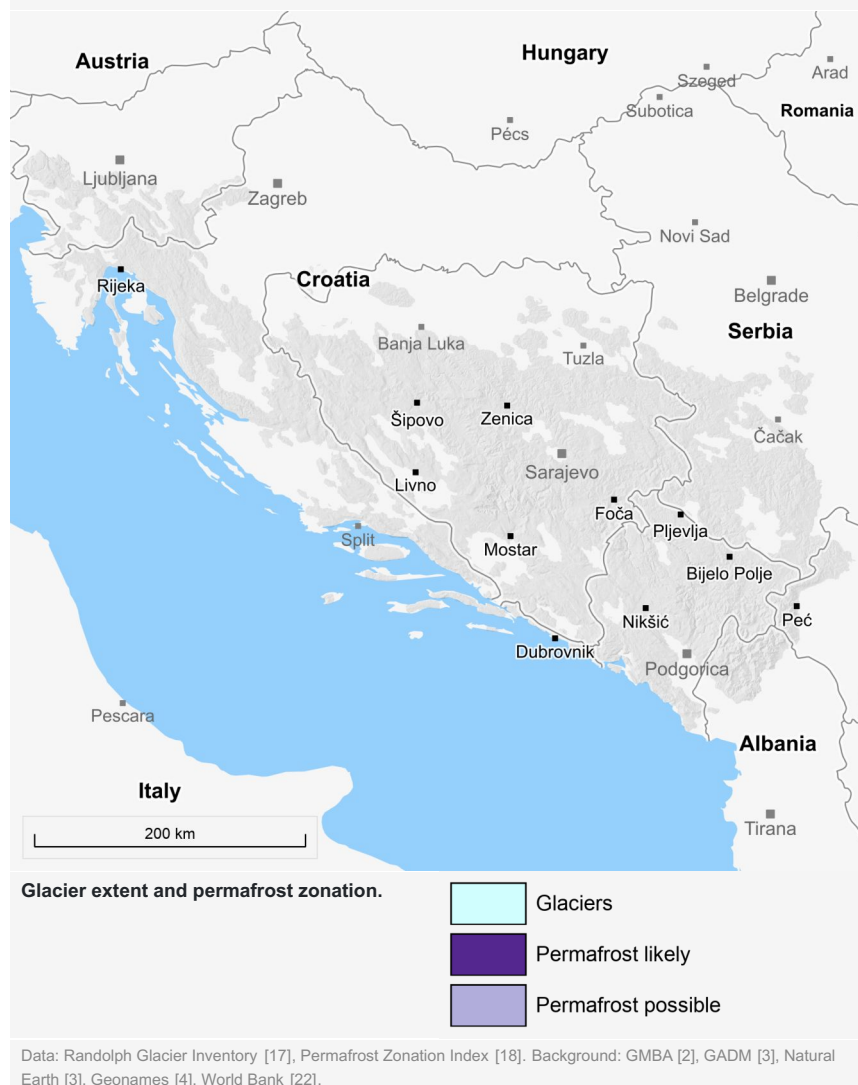 Austria
Hungary
Szeged
Arad
Subotica
Romania
Pécs
Ljubljana
Zagreb
Novi Sad
Croatia
Rijeka
Belgrade
Serbia
Banja Luka
Tuzla
Šipovo
Zenica
Čačak
Sarajevo
Livno
Foča
Pljevlja
Split
Mostar
Bijelo Polje
Nikšić
Peć
Dubrovnik
Podgorica
Pescara
Albania
Italy
200 km
Tirana
Glacier extent and permafrost zonation.
Glaciers
Permafrost likely
Permafrost possible
Data: Randolph Glacier Inventory [17], Permafrost Zonation Index [18]. Background: GMBA [2], GADM [3], Natural
Earth [3], Geonames [4], World Bank [22].